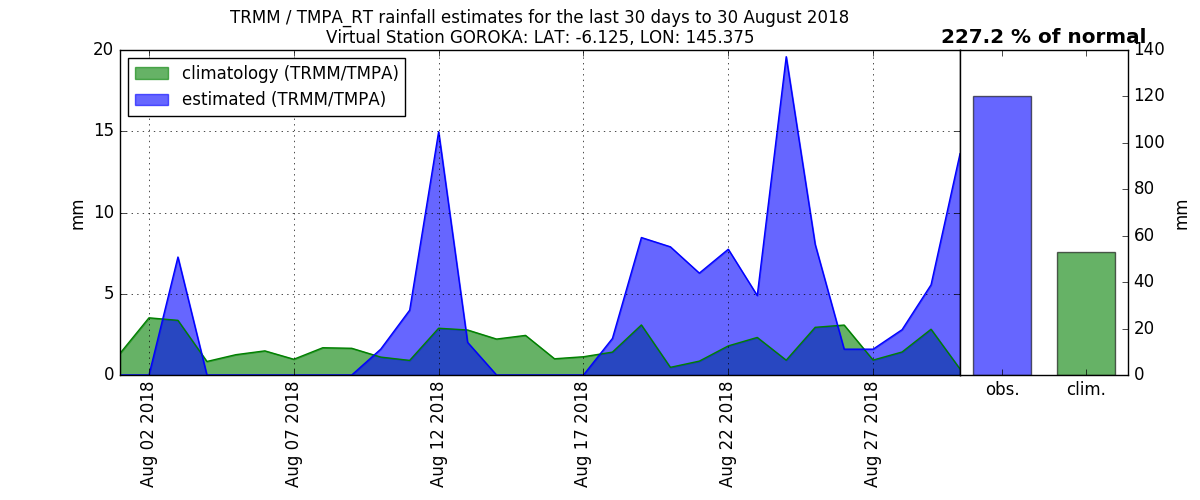 TRMM / TMPA_RT rainfall estimates for the last 30 days to 30 August 2018
Virtual Station GOROKA: LAT: -6.125, LON: 145.375
227.2 % of normal
climatology (TRMM/TMPA)
estimated (TRMM/TMPA)
20
15
10
5
0
mm
140
120
100
80
60
40
20
0
mm
Aug 02 2018
Aug 07 2018
Aug 12 2018
Aug 17 2018
Aug 22 2018
Aug 27 2018
obs.
clim.